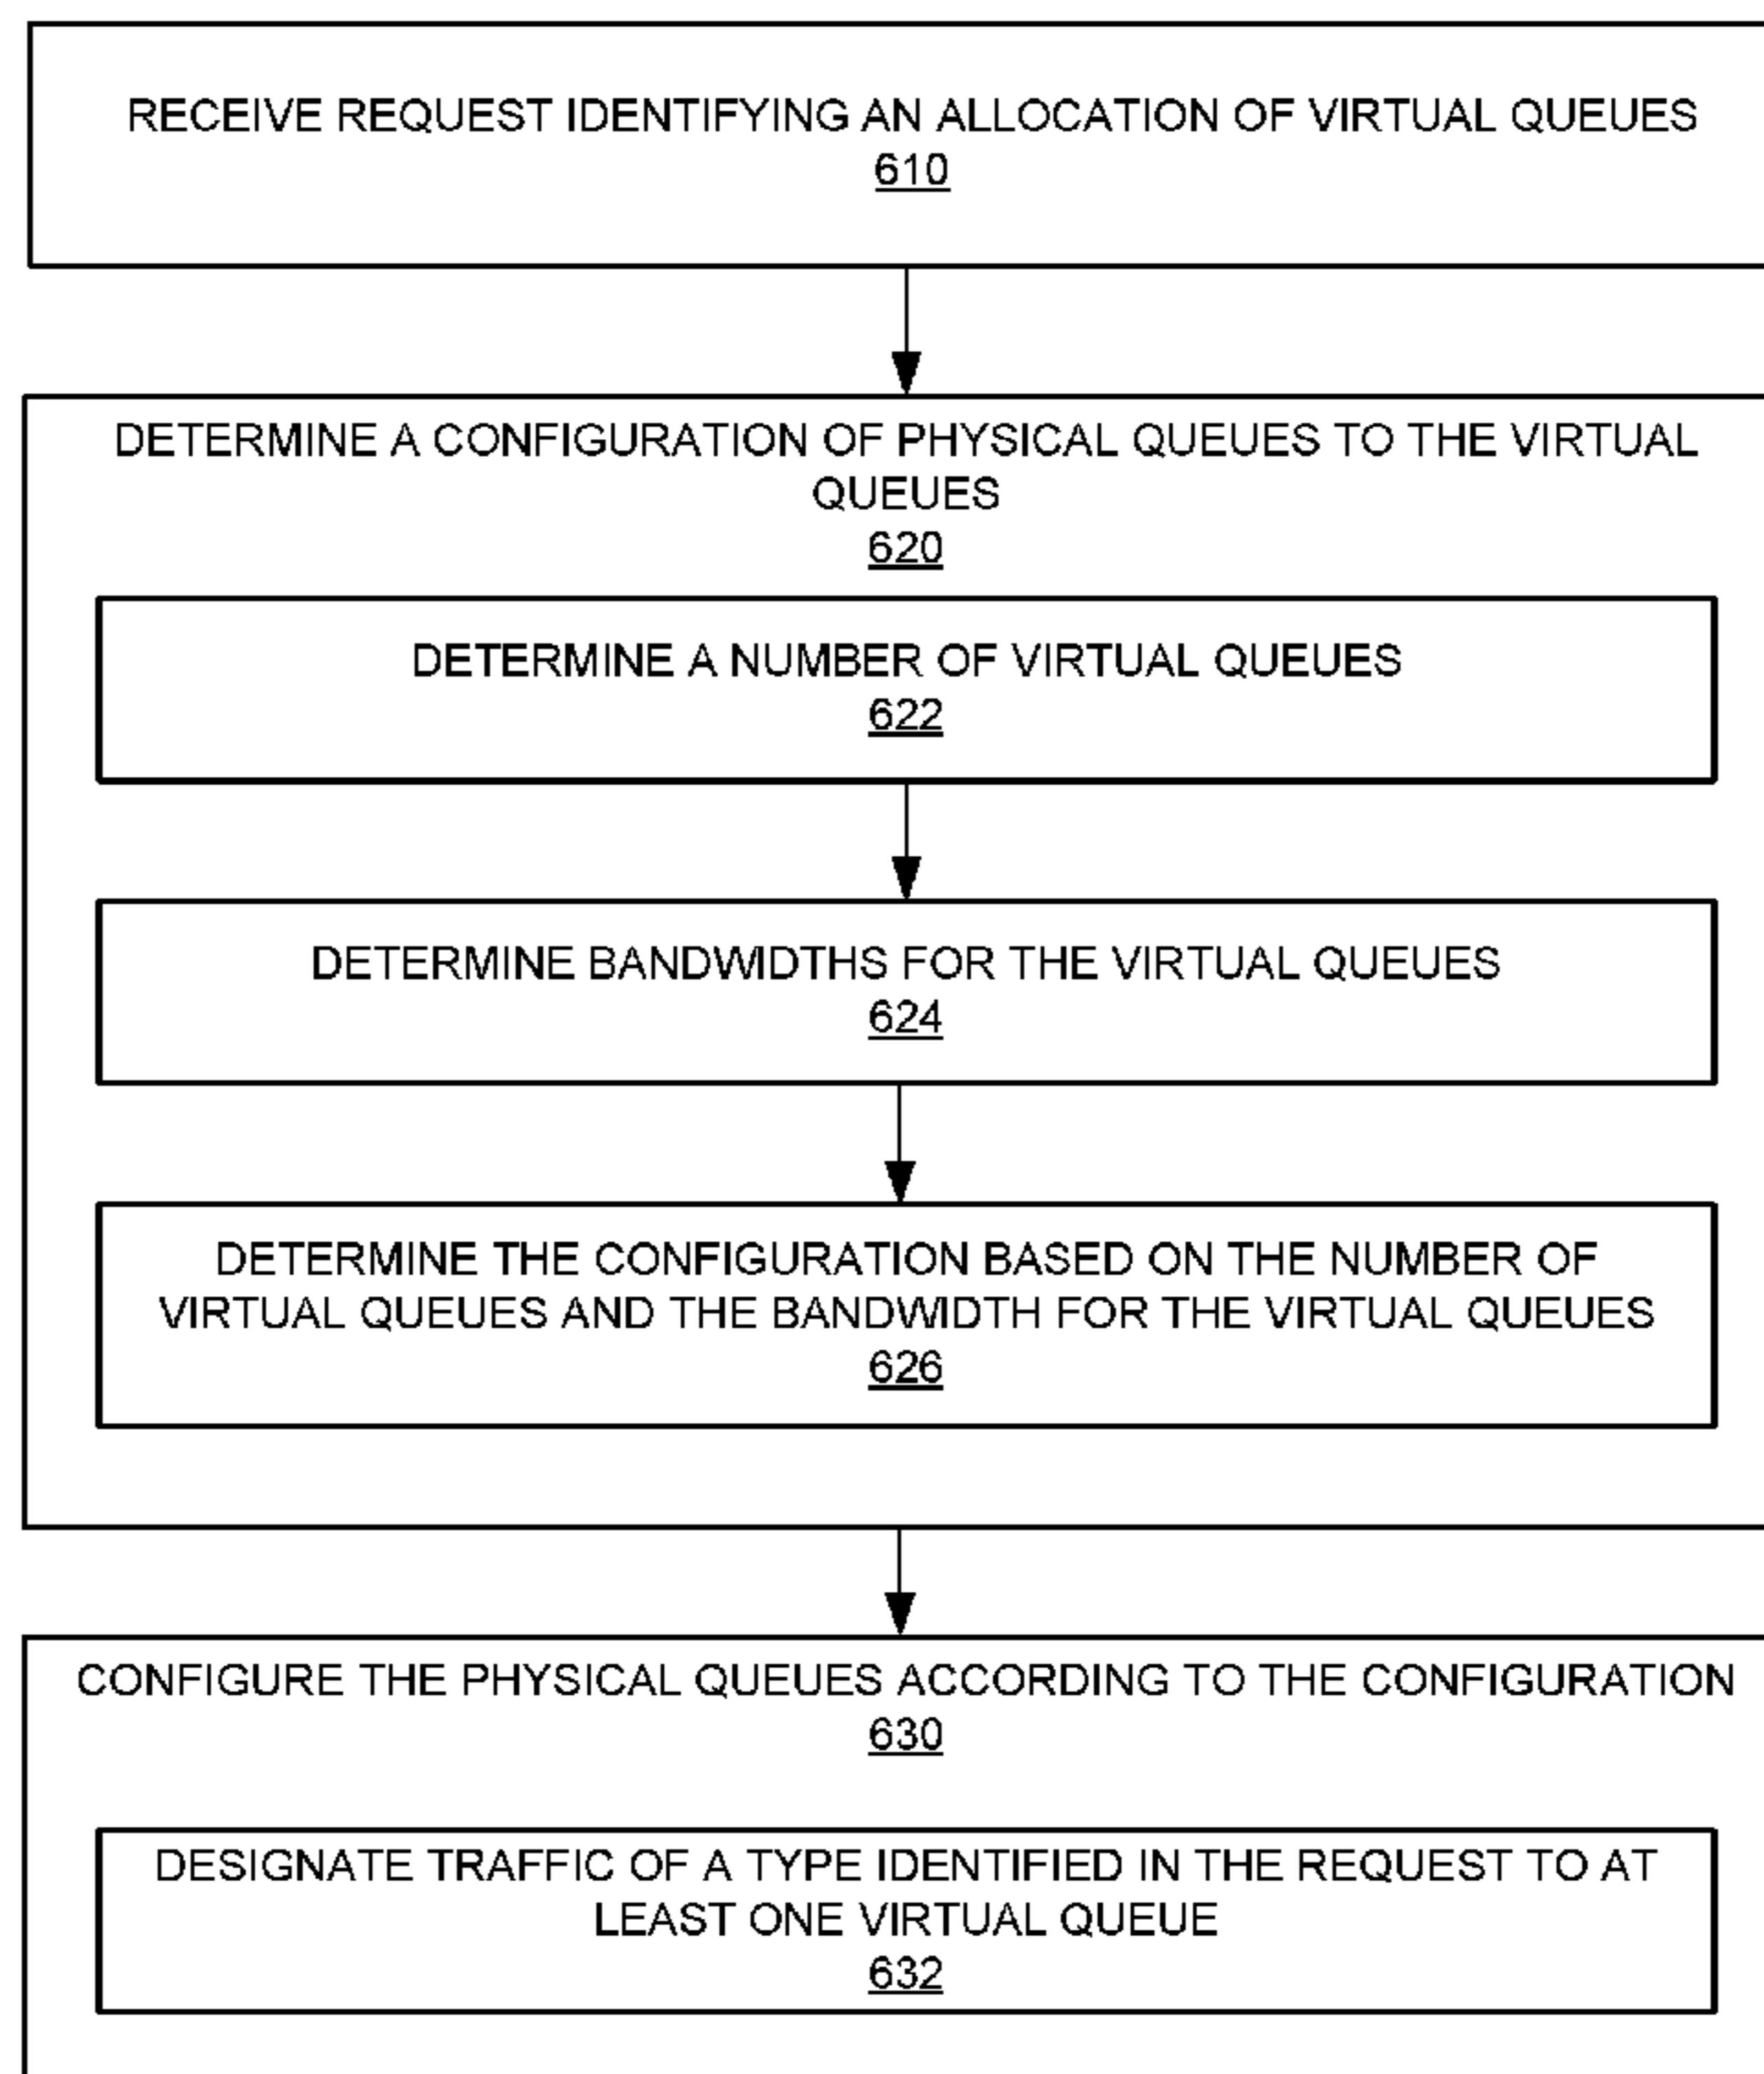 RECEIVE REQUEST IDENTIFYING AN ALLOCATION OF VIRTUAL QUEUES
610
DETERMINE A CONFIGURATION OF PHYSICAL QUEUES TO THE VIRTUAL
QUEUES
620
DETERMINE A NUMBER OF VIRTUAL QUEUES
622
DETERMINE BANDWIDTHS FOR THE VIRTUAL QUEUES
624
DETERMINE THE CONFIGURATION BASED ON THE NUMBER OF
VIRTUAL QUEUES AND THE BANDWIDTH FOR THE VIRTUAL QUEUES
626
CONFIGURE THE PHYSICAL QUEUES ACCORDING TO THE CONFIGURATION
630
DESIGNATE TRAFFIC OF A TYPE IDENTIFIED IN THE REQUEST TO AT
LEAST ONE VIRTUAL QUEUE
632